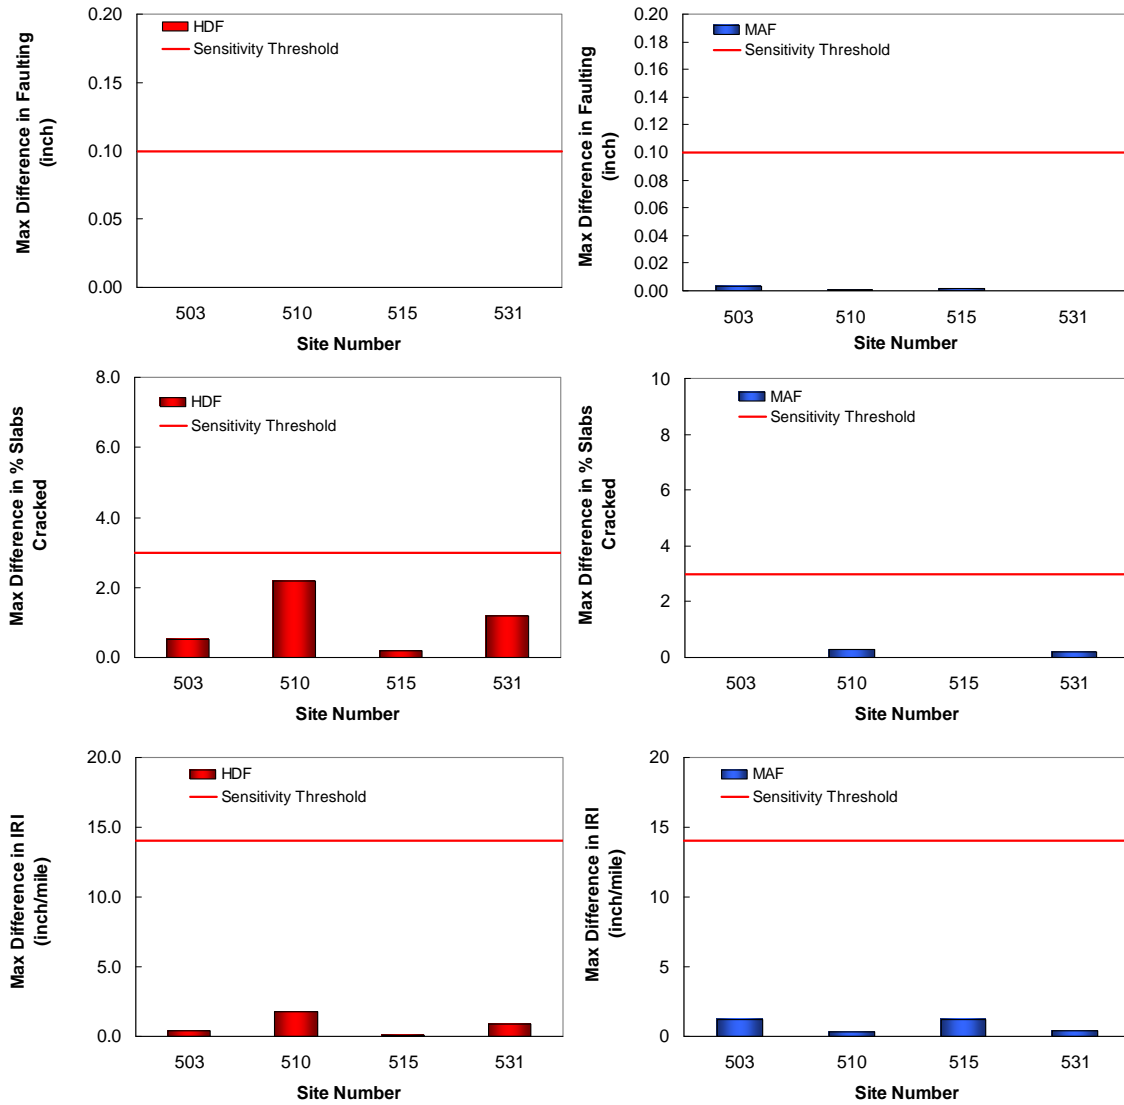 Max Difference in Faulting
(inch)
0.20
0.15
0.10
0.05
0.00
HDF
Sensitivity Threshold
503 510 515 531
Site Number
Max Difference in Faulting
(inch)
0.20
0.18
0.16
0.14
0.12
0.10
0.08
0.06
0.04
0.02
0.00
MAF
Sensitivity Threshold
503 510 515 531
Site Number
Max Difference in % Slabs
Cracked
8.0
6.0
4.0
2.0
0.0
HDF
Sensitivity Threshold
503 510 515 531
Site Number
Max Difference in % Slabs
Cracked
10
8
6
4
2
0
MAF
Sensitivity Threshold
503 510 515 531
Site Number
Max Difference in IRI
(inch/mile)
20.0
15.0
10.0
5.0
0.0
HDF
Sensitivity Threshold
503 510 515 531
Site Number
Max Difference in IRI
(inch/mile)
20
15
10
5
0
MAF
Sensitivity Threshold
503 510 515 531
Site Number